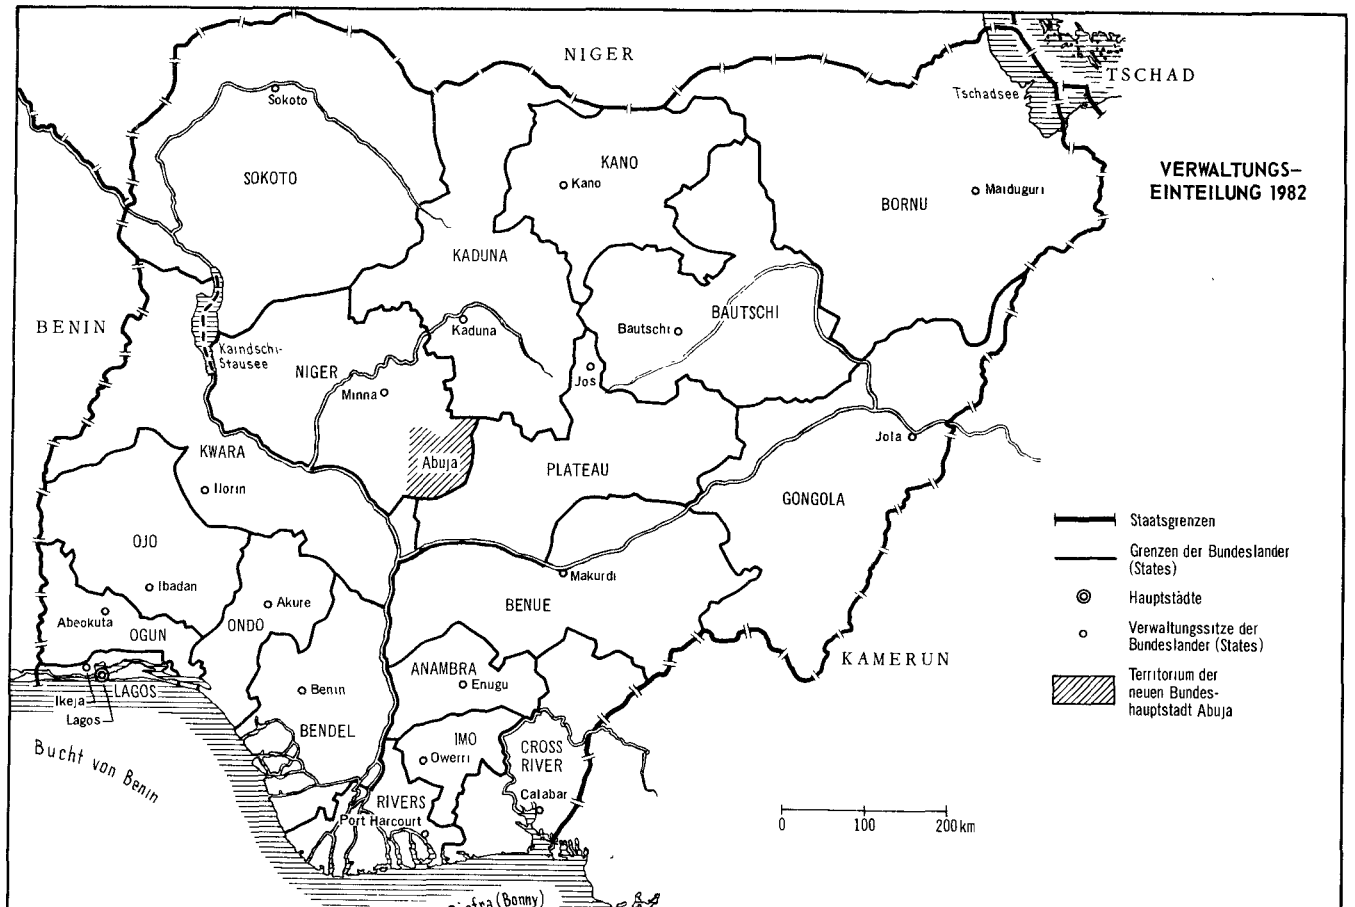 NIGER
TSCHAD
Tschadsee
Sokoto
VERWALTUNGS-
EINTEILUNG 1982
SOKOTO
KANO
Kano
BORNU
Maiduguri
KADUNA
BENIN
Kaindschi-
Stausee
NIGER
Minna
Kaduna
Bautschi
BAUTSCHI
Jos
KWARA
Abuja
PLATEAU
Jola
GONGOLA
Ilorin
OJO
Ibadan
Akure
Makurdi
BENUE
Abeokuta
OGUN
ONDO
KAMERUN
ANAMBRA
Enugu
Benin
LAGOS
Ikeja
Lagos
BENDEL
IMO
Owerri
CROSS
RIVER
Calabar
RIVERS
Port Harcourt
Bucht von Benin
(Bonny)
Staatsgrenzen
Grenzen der Bundeslander
(States)
Hauptstädte
Verwaltungssitze der
Bundeslander (States)
Territorium der
neuen Bundes-
hauptstadt Abuja
0 100 200 km